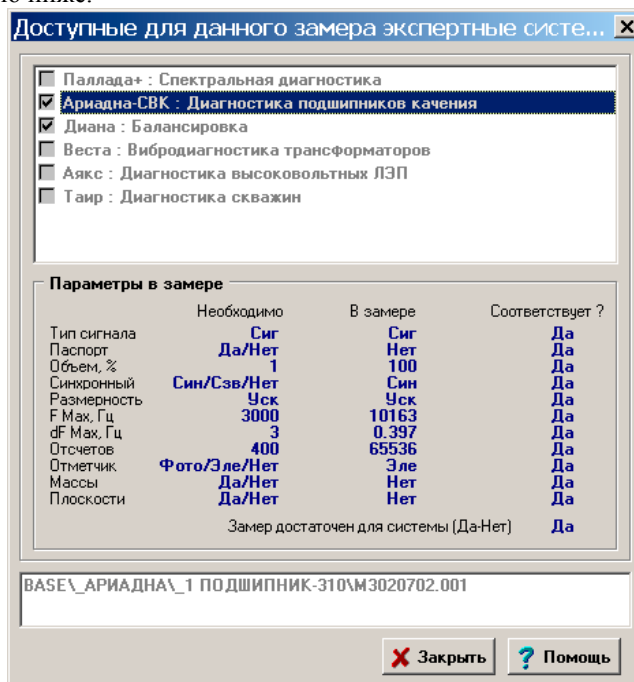 Доступные для данного замера экспертные систе...
Паллада+ : Спектральная диагностика
Ариадна-СВК : Диагностика подшипников качения
Диана : Балансировка
Веста : Вибродиагностика трансформаторов
Аякс : Диагностика высоковольтных ЛЭП
Таир : Диагностика скважин
Параметры в замере
Необходимо В замере Соответствует ?
Тип сигнала Сиг Сиг Да
Паспорт Да/Нет Нет Да
Объем, % 1 100 Да
Синхронный Син/Сзв/Нет Син Да
Размерность Уск Уск Да
F Max, Гц 3000 10163 Да
dF Max, Гц 3 0.397 Да
Отсчетов 400 65536 Да
Отметчик Фото/Эле/Нет Эле Да
Массы Да/Нет Нет Да
Плоскости Да/Нет Нет Да
Замер достаточен для системы (Да-Нет) Да
BASE\_АРИАДНА\_1 ПОДШИПНИК-310\М3020702.001
Закрыть ? Помощь